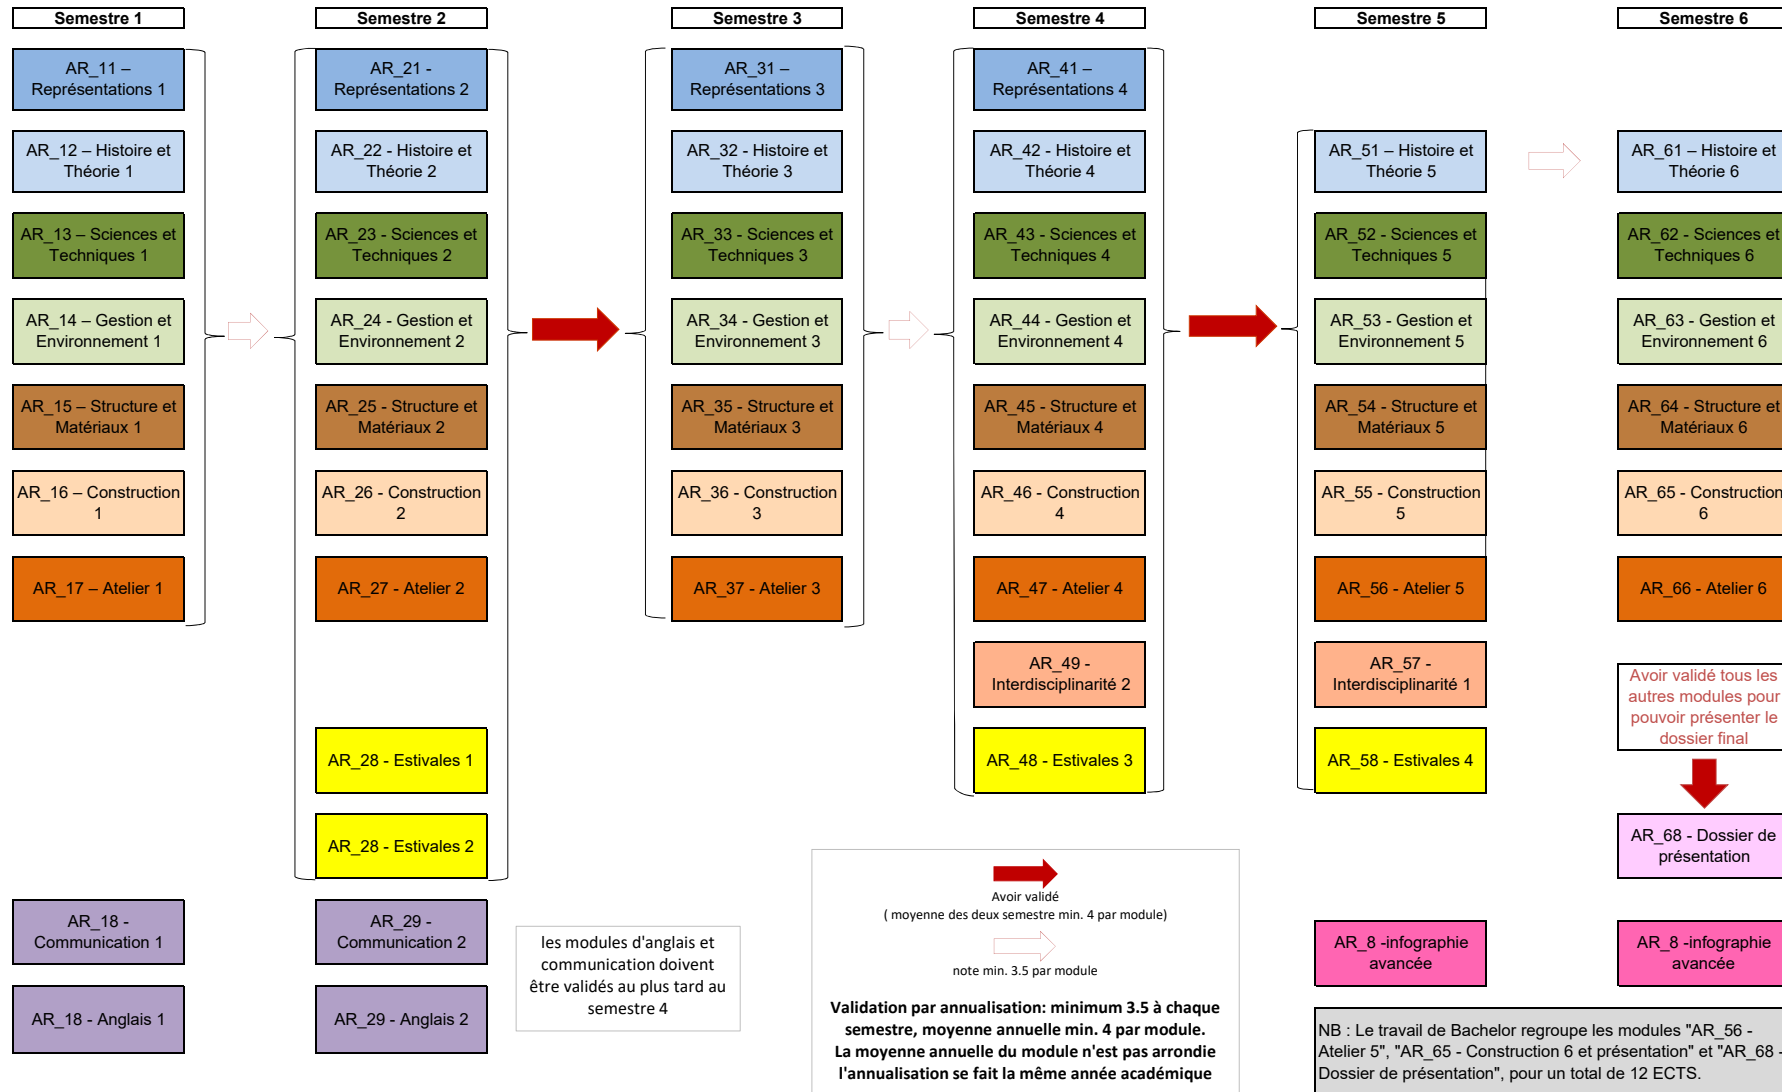 Semestre 1
Semestre 2
Semestre 3
Semestre 4
Semestre 5
Semestre 6
AR_11 –
Représentations 1
AR_21 -
Représentations 2
AR_31 –
Représentations 3
AR_41 –
Représentations 4
AR_12 – Histoire et
Théorie 1
AR_22 - Histoire et
Théorie 2
AR_32 - Histoire et
Théorie 3
AR_42 - Histoire et
Théorie 4
AR_51 – Histoire et
Théorie 5
AR_61 – Histoire et
Théorie 6
AR_13 – Sciences et
Techniques 1
AR_23 - Sciences et
Techniques 2
AR_33 - Sciences et
Techniques 3
AR_43 - Sciences et
Techniques 4
AR_52 - Sciences et
Techniques 5
AR_62 - Sciences et
Techniques 6
AR_14 – Gestion et
Environnement 1
AR_24 - Gestion et
Environnement 2
AR_34 - Gestion et
Environnement 3
AR_44 - Gestion et
Environnement 4
AR_53 - Gestion et
Environnement 5
AR_63 - Gestion et
Environnement 6
AR_15 – Structure et
Matériaux 1
AR_25 - Structure et
Matériaux 2
AR_35 - Structure et
Matériaux 3
AR_45 - Structure et
Matériaux 4
AR_54 - Structure et
Matériaux 5
AR_64 - Structure et
Matériaux 6
AR_16 – Construction
1
AR_26 - Construction
2
AR_36 - Construction
3
AR_46 - Construction
4
AR_55 - Construction
5
AR_65 - Construction
6
AR_17 – Atelier 1
AR_27 - Atelier 2
AR_37 - Atelier 3
AR_47 - Atelier 4
AR_56 - Atelier 5
AR_66 - Atelier 6
AR_49 -
Interdisciplinarité 2
AR_57 -
Interdisciplinarité 1
Avoir validé tous les
autres modules pour
pouvoir présenter le
dossier final
AR_28 - Estivales 1
AR_48 - Estivales 3
AR_58 - Estivales 4
AR_28 - Estivales 2
AR_68 - Dossier de
présentation
AR_18 -
Communication 1
AR_29 -
Communication 2
les modules d'anglais et
communication doivent
être validés au plus tard au
semestre 4
Avoir validé
( moyenne des deux semestre min. 4 par module)
note min. 3.5 par module
Validation par annualisation: minimum 3.5 à chaque
semestre, moyenne annuelle min. 4 par module.
La moyenne annuelle du module n'est pas arrondie
l'annualisation se fait la même année académique
AR_8 -infographie
avancée
AR_8 -infographie
avancée
AR_18 - Anglais 1
AR_29 - Anglais 2
NB : Le travail de Bachelor regroupe les modules "AR_56 -
Atelier 5", "AR_65 - Construction 6 et présentation" et "AR_68 -
Dossier de présentation", pour un total de 12 ECTS.